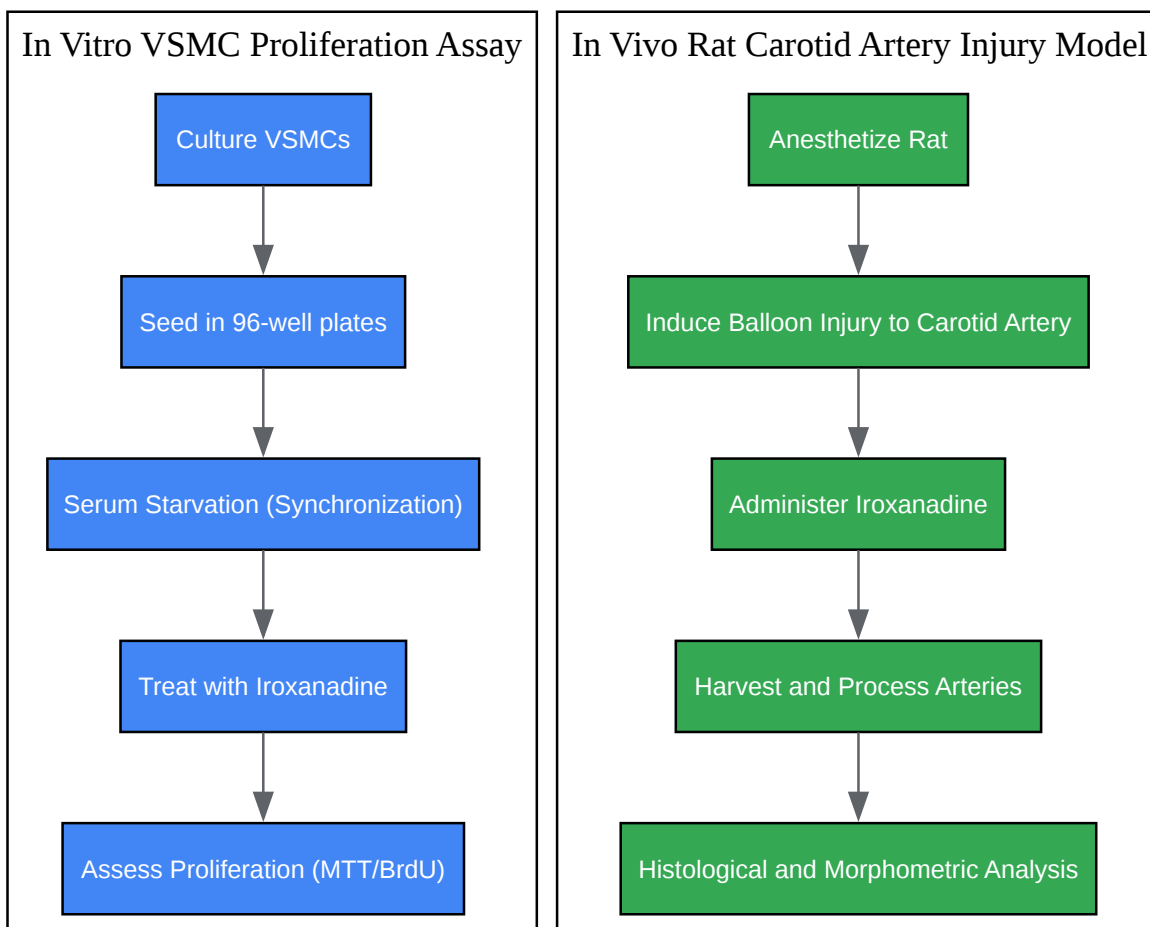 In Vitro VSMC Proliferation Assay
Culture VSMCs
Seed in 96-well plates
Serum Starvation (Synchronization)
Treat with Iroxanadine
Assess Proliferation (MTT/BrdU)
In Vivo Rat Carotid Artery Injury Model
Anesthetize Rat
Induce Balloon Injury to Carotid Artery
Administer Iroxanadine
Harvest and Process Arteries
Histological and Morphometric Analysis